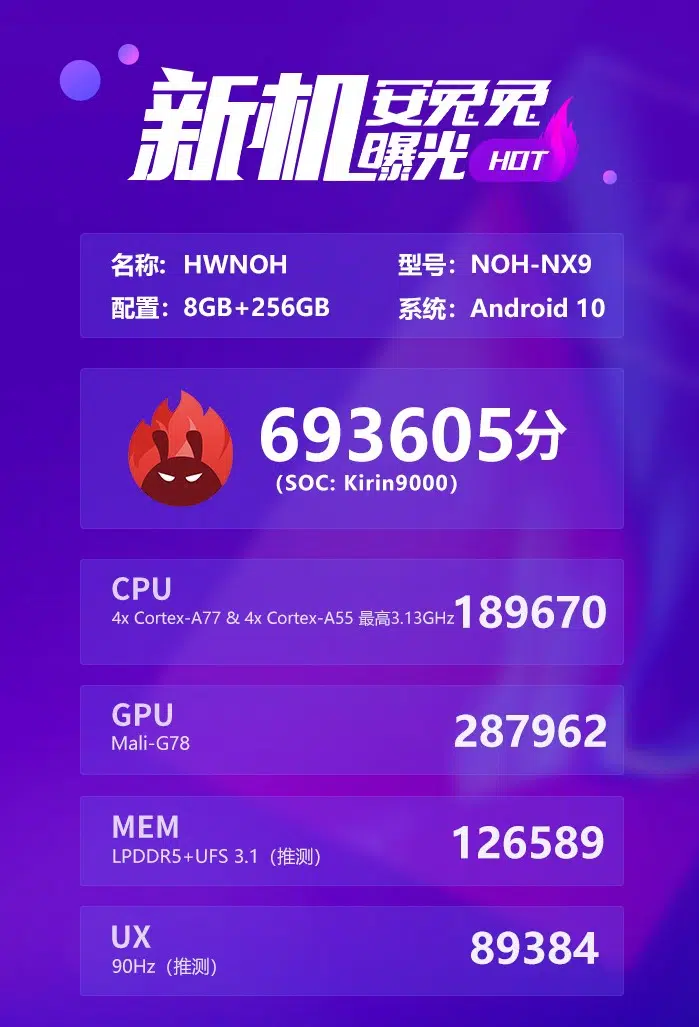 新机 安兔兔
曝光 HOT
名称: HWNOH 型号: NOH-NX9
配置: 8GB+256GB 系统: Android 10
693605分
(SOC: Kirin9000)
CPU
4x Cortex-A77 & 4x Cortex-A55 最高3.13GHz 189670
GPU
Mali-G78 287962
MEM
LPDDR5+UFS 3.1（推测） 126589
UX
90Hz（推测） 89384